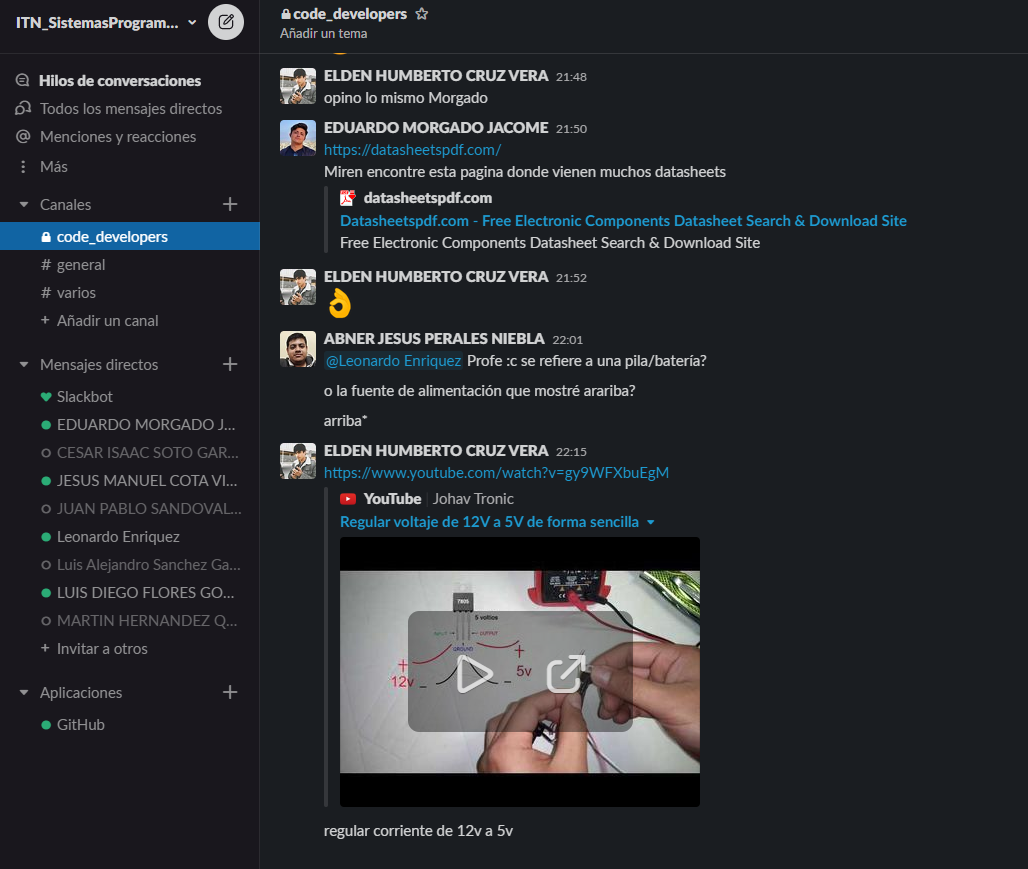 ITN_SistemasProgram...
Hilos de conversaciones
Todos los mensajes directos
Menciones y reacciones
Más
Canales
code_developers
# general
# varios
+ Añadir un canal
Mensajes directos
Slackbot
EDUARDO MORGADO J...
CESAR ISAAC SOTO GAR...
JESUS MANUEL COTA VI...
JUAN PABLO SANDOVAL...
Leonardo Enriquez
Luis Alejandro Sanchez Ga...
LUIS DIEGO FLORES GO...
MARTIN HERNANDEZ Q...
+ Invitar a otros
Aplicaciones
GitHub
code_developers
Añadir un tema
ELDEN HUMBERTO CRUZ VERA 21:48
opino lo mismo Morgado
EDUARDO MORGADO JACOME 21:50
https://datasheetspdf.com/
Miren encontre esta pagina donde vienen muchos datasheets
datasheetspdf.com
Datasheetspdf.com - Free Electronic Components Datasheet Search & Download Site
Free Electronic Components Datasheet Search & Download Site
ELDEN HUMBERTO CRUZ VERA 21:52
ABNER JESUS PERALES NIEBLA 22:01
@Leonardo Enriquez Profe :c se refiere a una pila/batería?
o la fuente de alimentación que mostré arariba?
arriba*
ELDEN HUMBERTO CRUZ VERA 22:15
https://www.youtube.com/watch?v=gy9WFXbuEgM
YouTube Johav Tronic
Regular voltaje de 12V a 5V de forma sencilla
7805
5 voltios
INPUT OUTPUT
GROUND
+ +
12v - - 5v
regular corriente de 12v a 5v